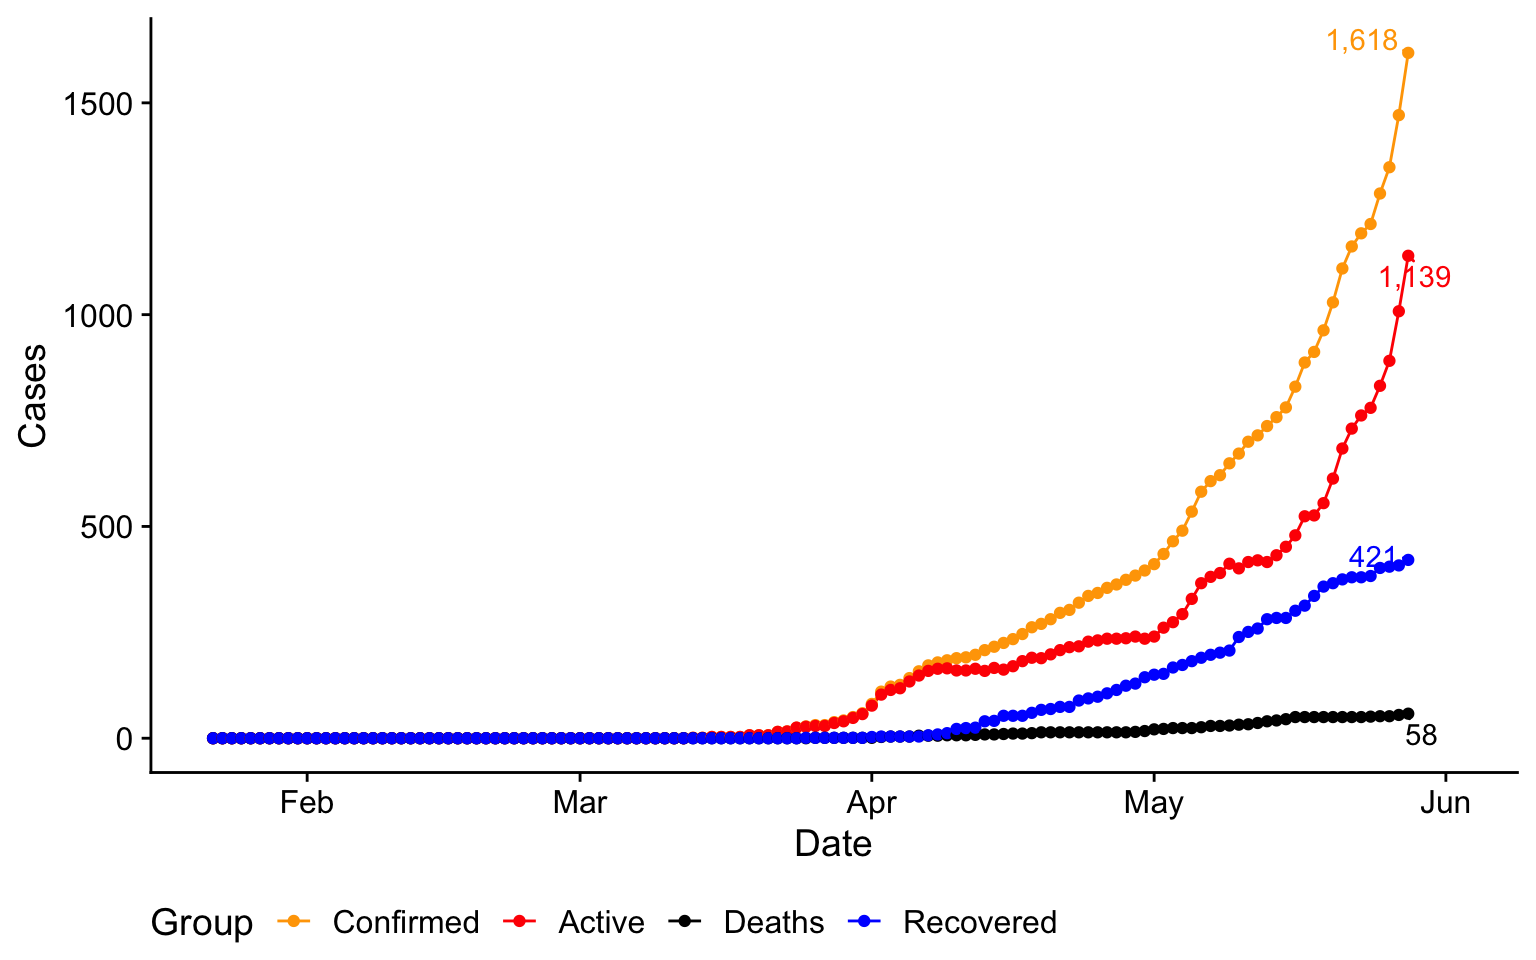 1,618
1500
1,139
1000
Cases
500
421
0
58
Feb Mar Apr May Jun
Date
Group Confirmed Active Deaths Recovered